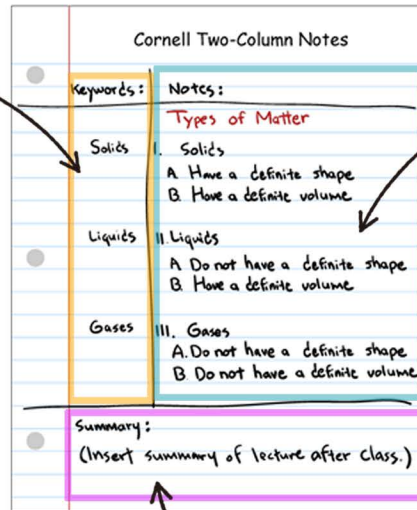 Cornell Two-Column Notes
Keywords: Notes:
Types of Matter
Solids I. Solids
A. Have a definite shape
B. Have a definite volume
Liquids II. Liquids
A. Do not have a definite shape
B. Have a definite volume
Gases III. Gases
A. Do not have a definite shape
B. Do not have a definite volume
Summary:
(Insert summary of lecture after class.)